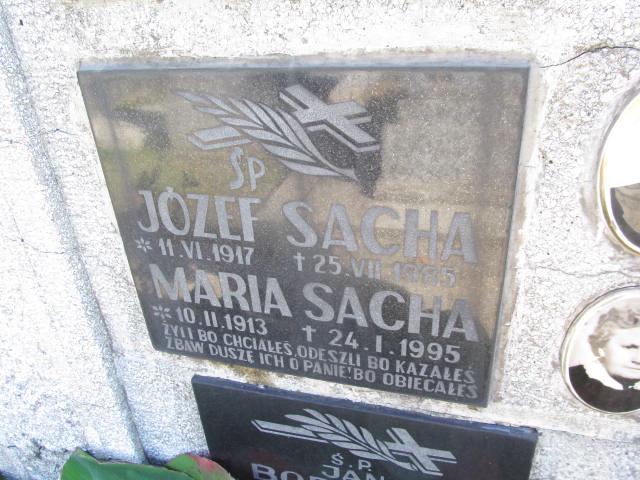 ŚP
JÓZEF SACHA
* 11.VI.1917 † 25.VII.1985
MARIA SACHA
* 10.II.1913 † 24.I.1995
ŻYLI BO CHCIAŁEŚ, ODESZLI BO KAZAŁEŚ
ZBAW DUSZE ICH O PANIE! BO OBIECAŁEŚ
Ś.P.
JAN